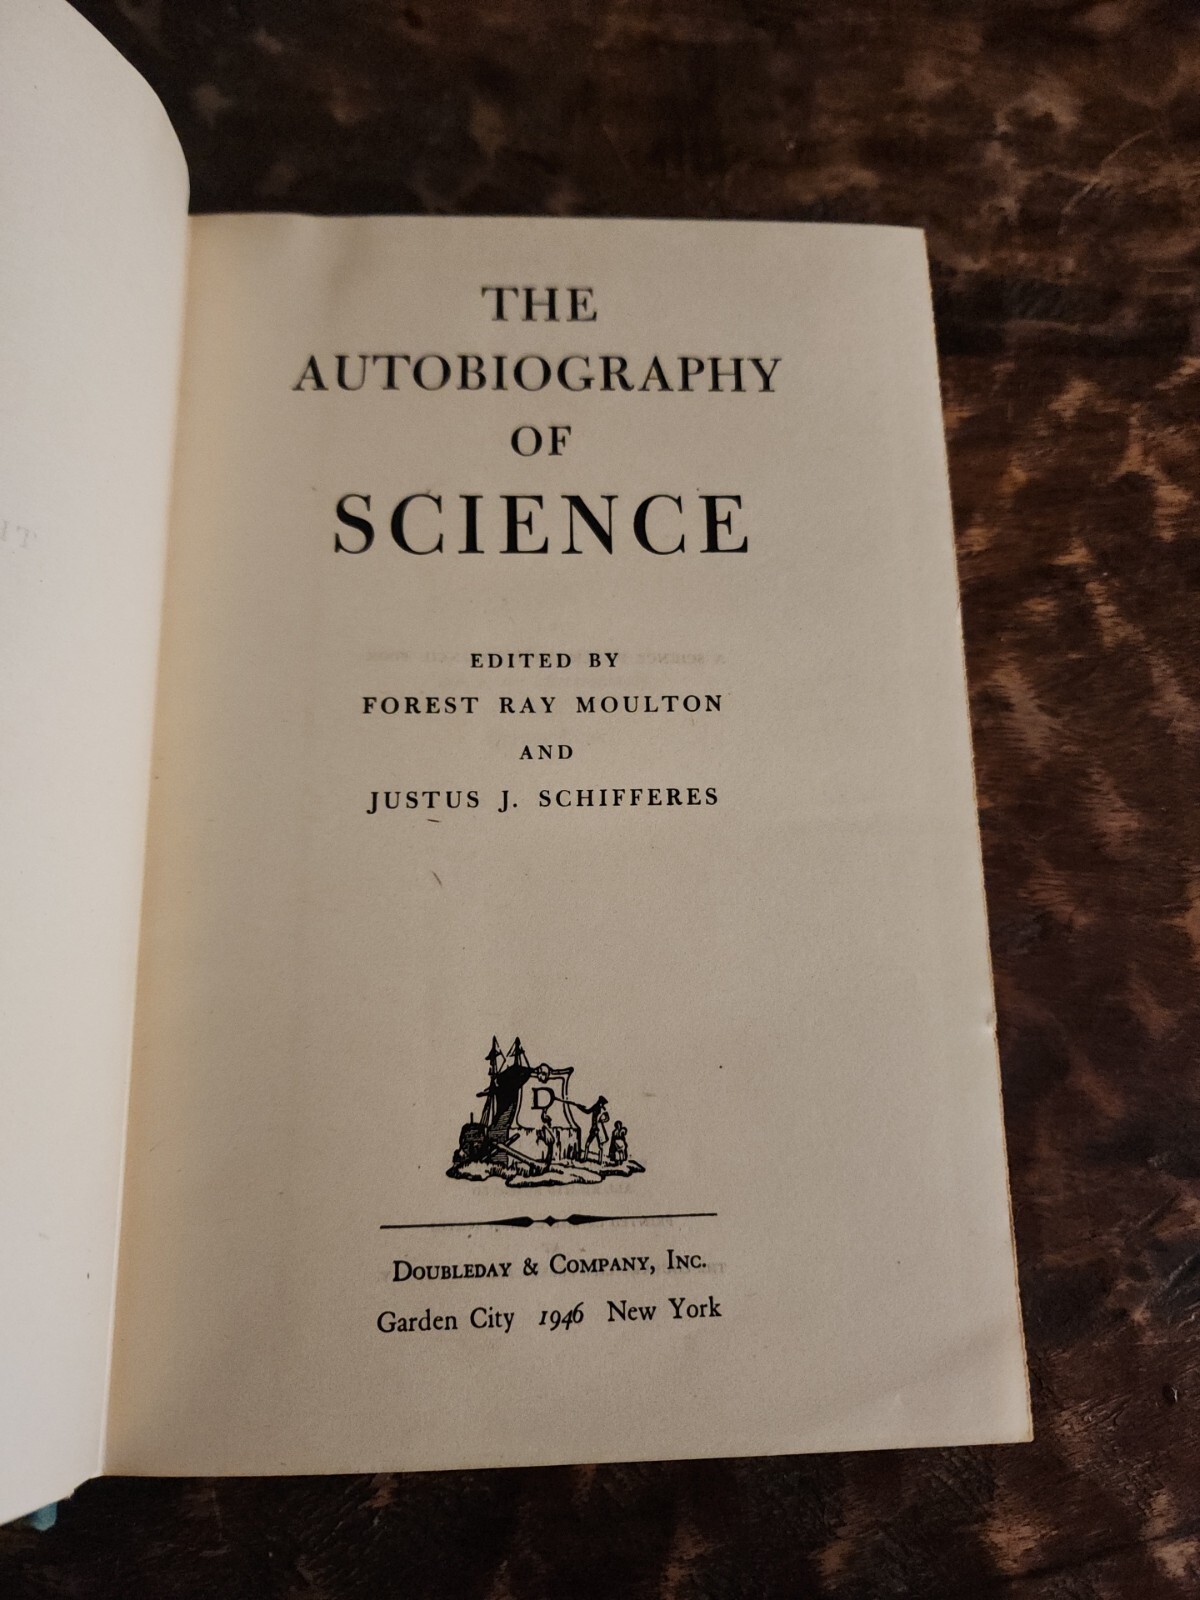 THE
AUTOBIOGRAPHY
OF
SCIENCE
EDITED BY
FOREST RAY MOULTON
AND
JUSTUS J. SCHIFFERES
D
DOUBLEDAY & COMPANY, INC.
Garden City 1946 New York